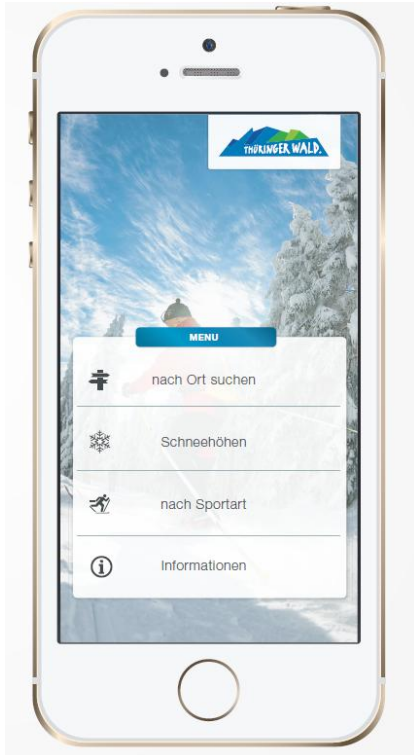 THÜRINGER WALD.
MENU
nach Ort suchen
Schneehöhen
nach Sportart
Informationen